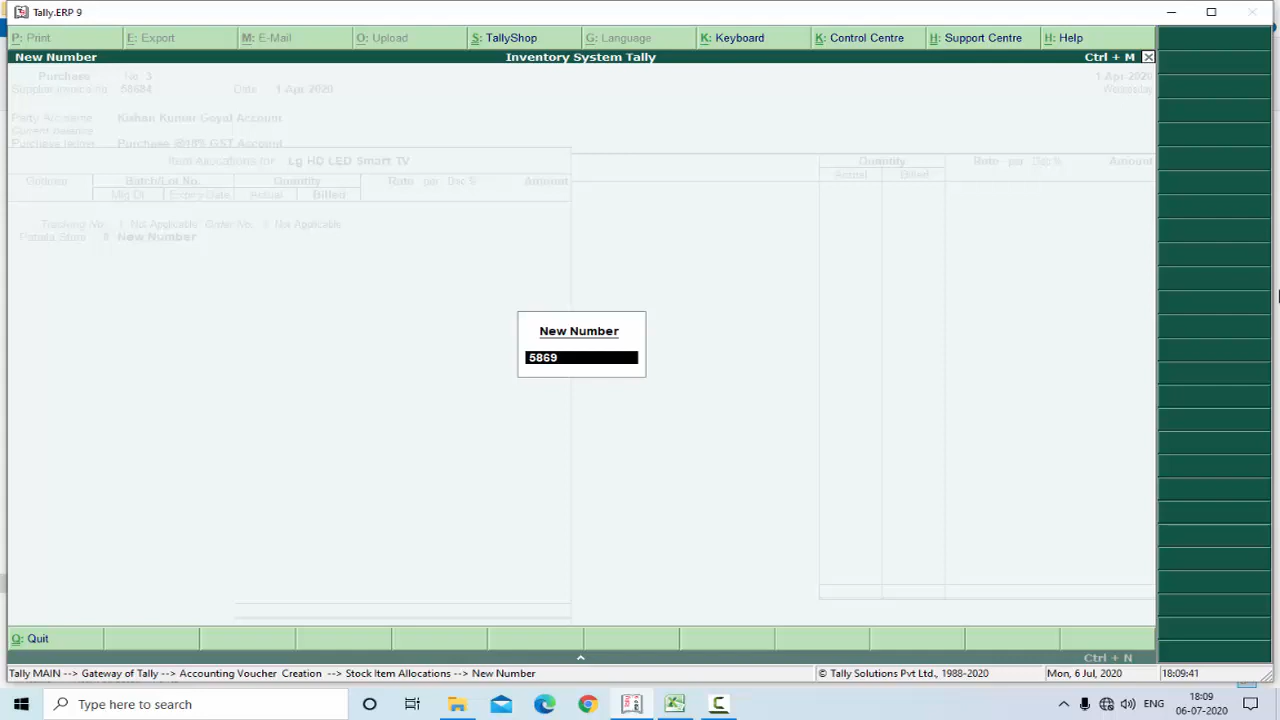 Tally.ERP 9
P: Print E: Export M: E-Mail O: Upload S: TallyShop G: Language K: Keyboard K: Control Centre H: Support Centre H: Help
New Number Inventory System Tally Ctrl + M
Purchase No. 3 1 Apr 2020
Supplier invoice no 58684 Date 1 Apr 2020 Wednesday
Party A/c name Kishan Kumar Goyal Account
Current balance
Purchase ledger Purchase @18% GST Account
Item Allocations for Lg HD LED Smart TV Quantity Rate per Disc % Amount
Actual Billed
Godown Batch/Lot No. Quantity Rate per Disc % Amount
Mfg Dt. Expiry Date Actual Billed
Tracking No. Not Applicable Order No. Not Applicable
New Number
New Number
5869
Q: Quit
Ctrl + N
Tally MAIN --> Gateway of Tally --> Accounting Voucher Creation --> Stock Item Allocations --> New Number © Tally Solutions Pvt Ltd., 1988-2020 Mon, 6 Jul, 2020 18:09:41
Type here to search ENG 18:09
06-07-2020